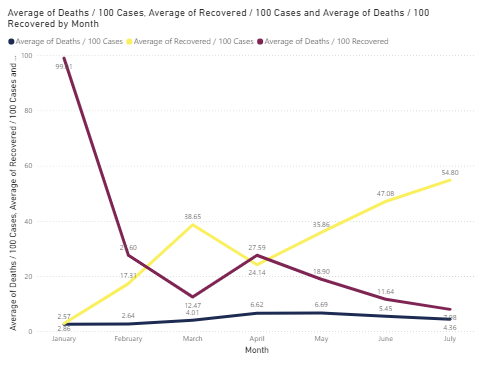 Average of Deaths / 100 Cases, Average of Recovered / 100 Cases and Average of Deaths / 100
Recovered by Month
Average of Deaths / 100 Cases Average of Recovered / 100 Cases Average of Deaths / 100 Recovered
Average of Deaths / 100 Cases, Average of Recovered / 100 Cases and ...
100
80
60
40
20
0
2.57
2.86
17.31
2.64
38.65
12.47
4.01
27.59
24.14
6.62
35.86
18.90
6.69
47.08
11.64
5.45
54.80
4.36
January
February
March
April
May
June
July
Month